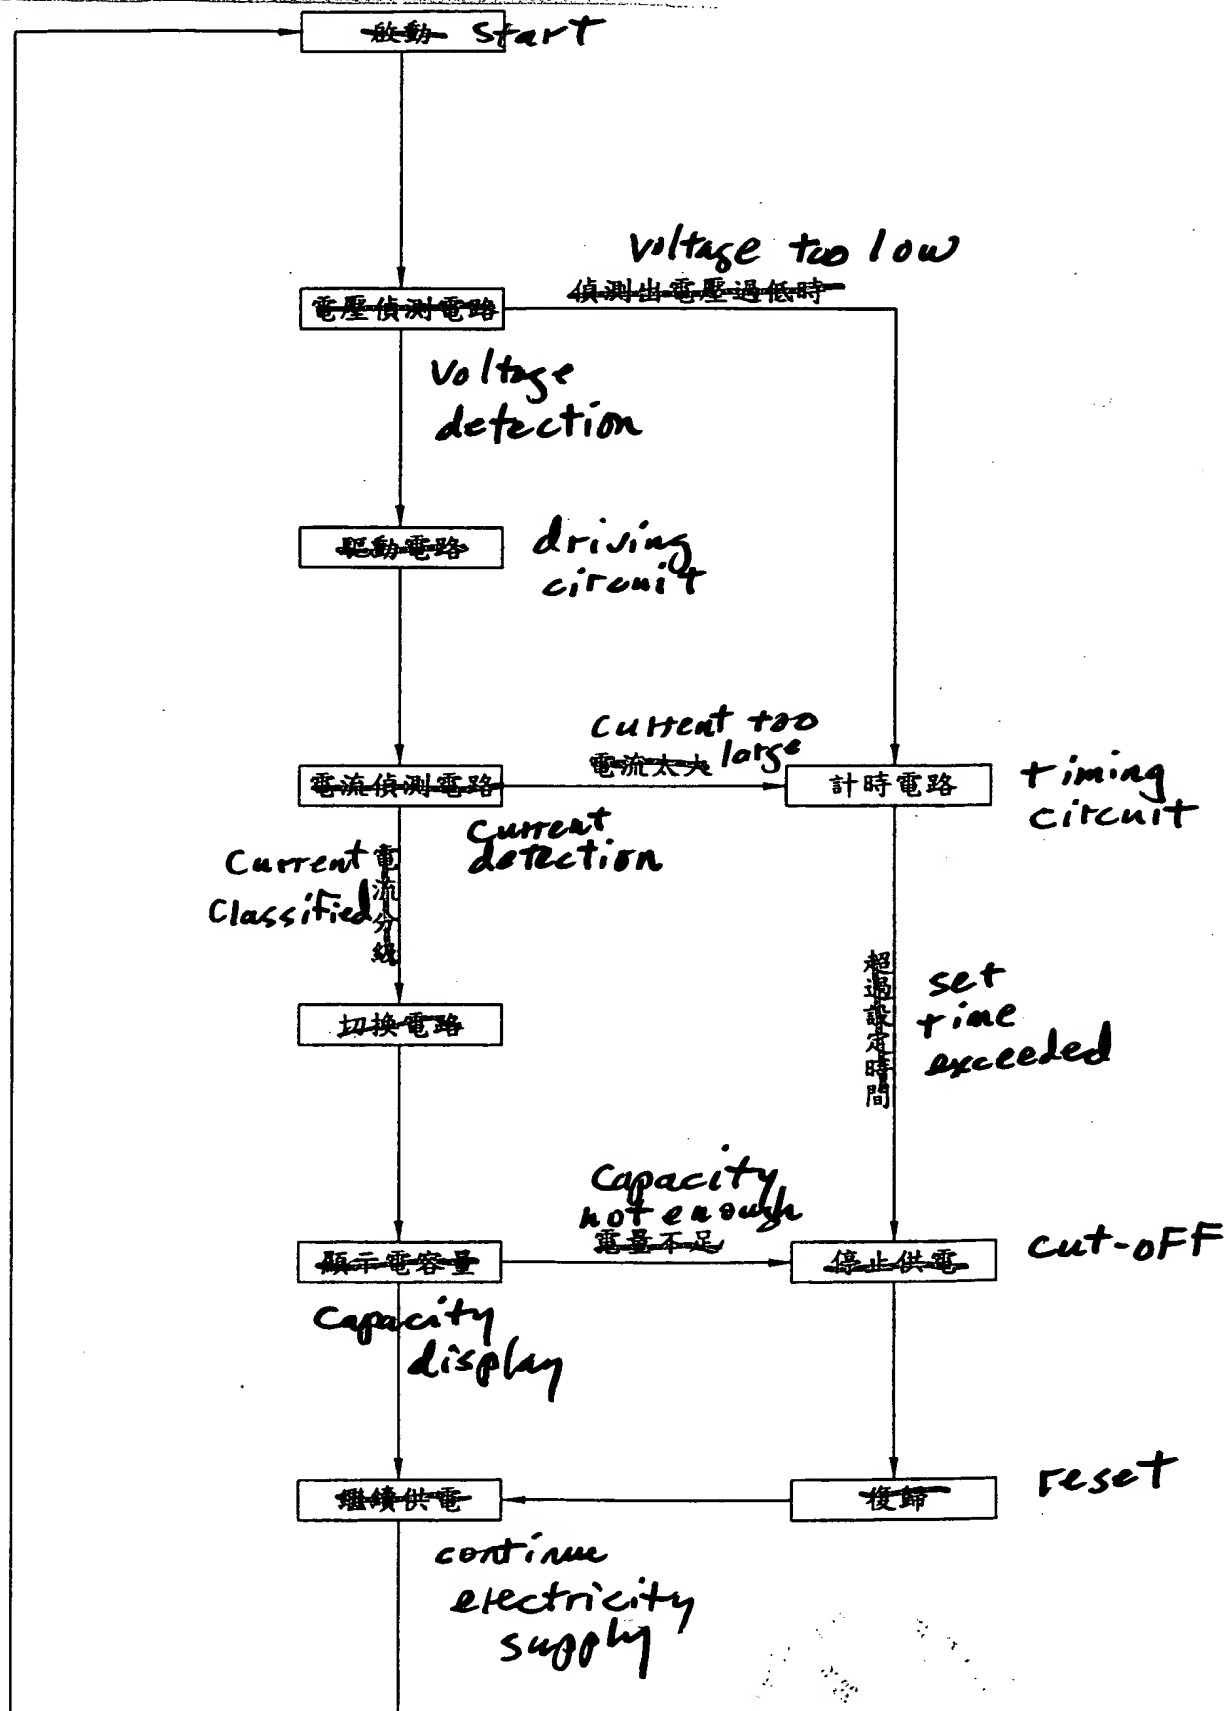 啟動 Start
Voltage too low
偵測出電壓過低時
電壓偵測電路
Voltage
detection
驅動電路
driving
circuit
Current too
large
電流太大
電流偵測電路
計時電路
timing
circuit
Current
detection
Current
Classified
電流分級
切換電路
超過設定時間
set
time
exceeded
Capacity
not enough
電量不足
顯示電容量
停止供電
cut-off
Capacity
display
繼續供電
復歸
reset
continue
electricity
supply